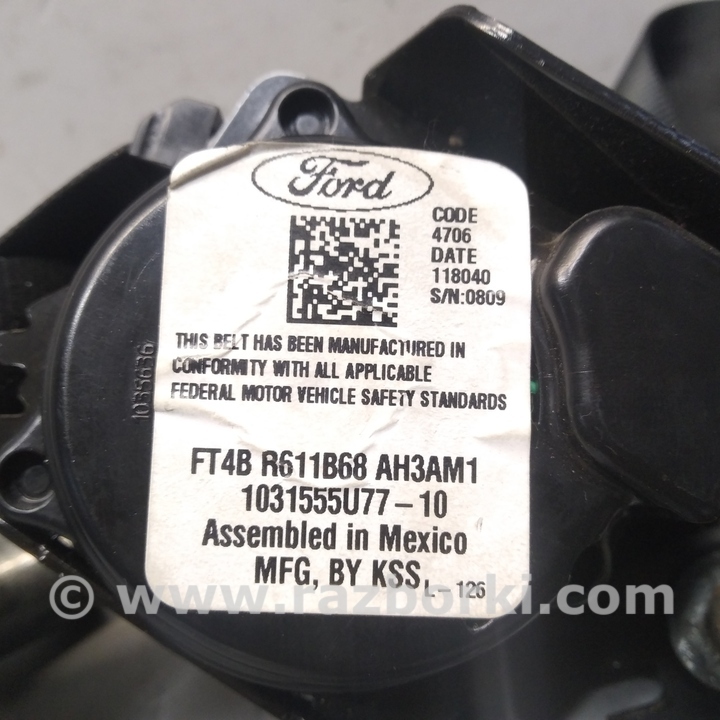 Ford
CODE
4706
DATE
118040
S/N:0809
THIS BELT HAS BEEN MANUFACTURED IN
CONFORMITY WITH ALL APPLICABLE
FEDERAL MOTOR VEHICLE SAFETY STANDARDS
FT4B R611B68 AH3AM1
1031555U77-10
Assembled in Mexico
MFG, BY KSS L-126
1035636
© www.razborki.com